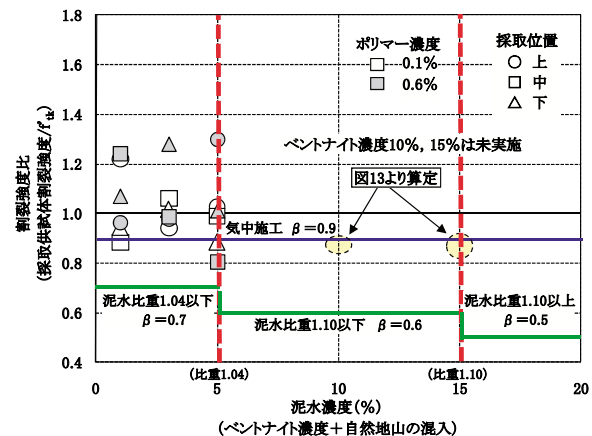 1.8
1.6
1.4
1.2
1.0
0.8
0.6
0.4
割裂強度比
(採取供試体割裂強度/f'tk)
ポリマー濃度
0.1%
0.6%
採取位置
上
中
下
ベントナイト濃度10%, 15%は未実施
図13より算定
気中施工 β=0.9
泥水比重1.04以下
β=0.7
泥水比重1.10以下 β=0.6
泥水比重1.10以上
β=0.5
(比重1.04)
(比重1.10)
0
5
10
15
20
泥水濃度(%)
(ベントナイト濃度+自然地山の混入)